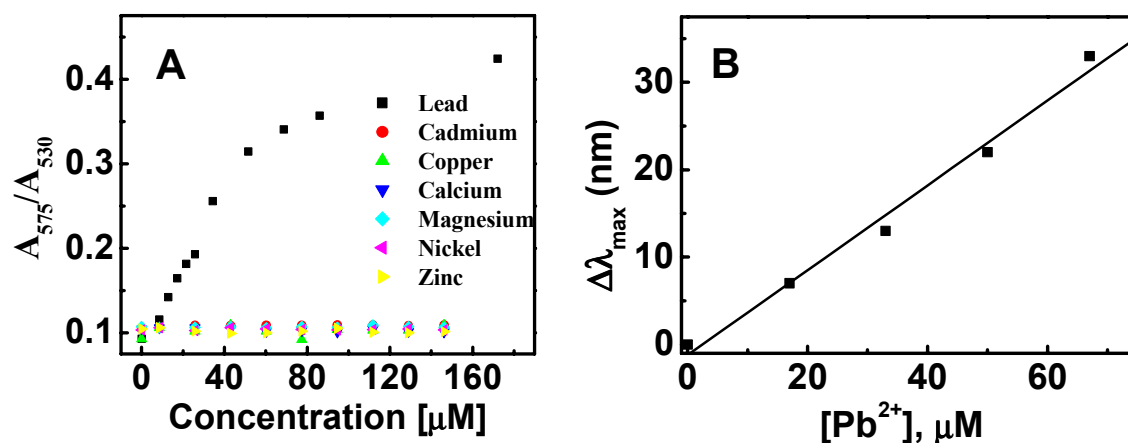 A
B
0.4
0.3
0.2
0.1
A575/A530
Lead
Cadmium
Copper
Calcium
Magnesium
Nickel
Zinc
0 40 80 120 160
Concentration [μM]
30
20
10
0
Δλmax (nm)
0 20 40 60
[Pb2+], μM